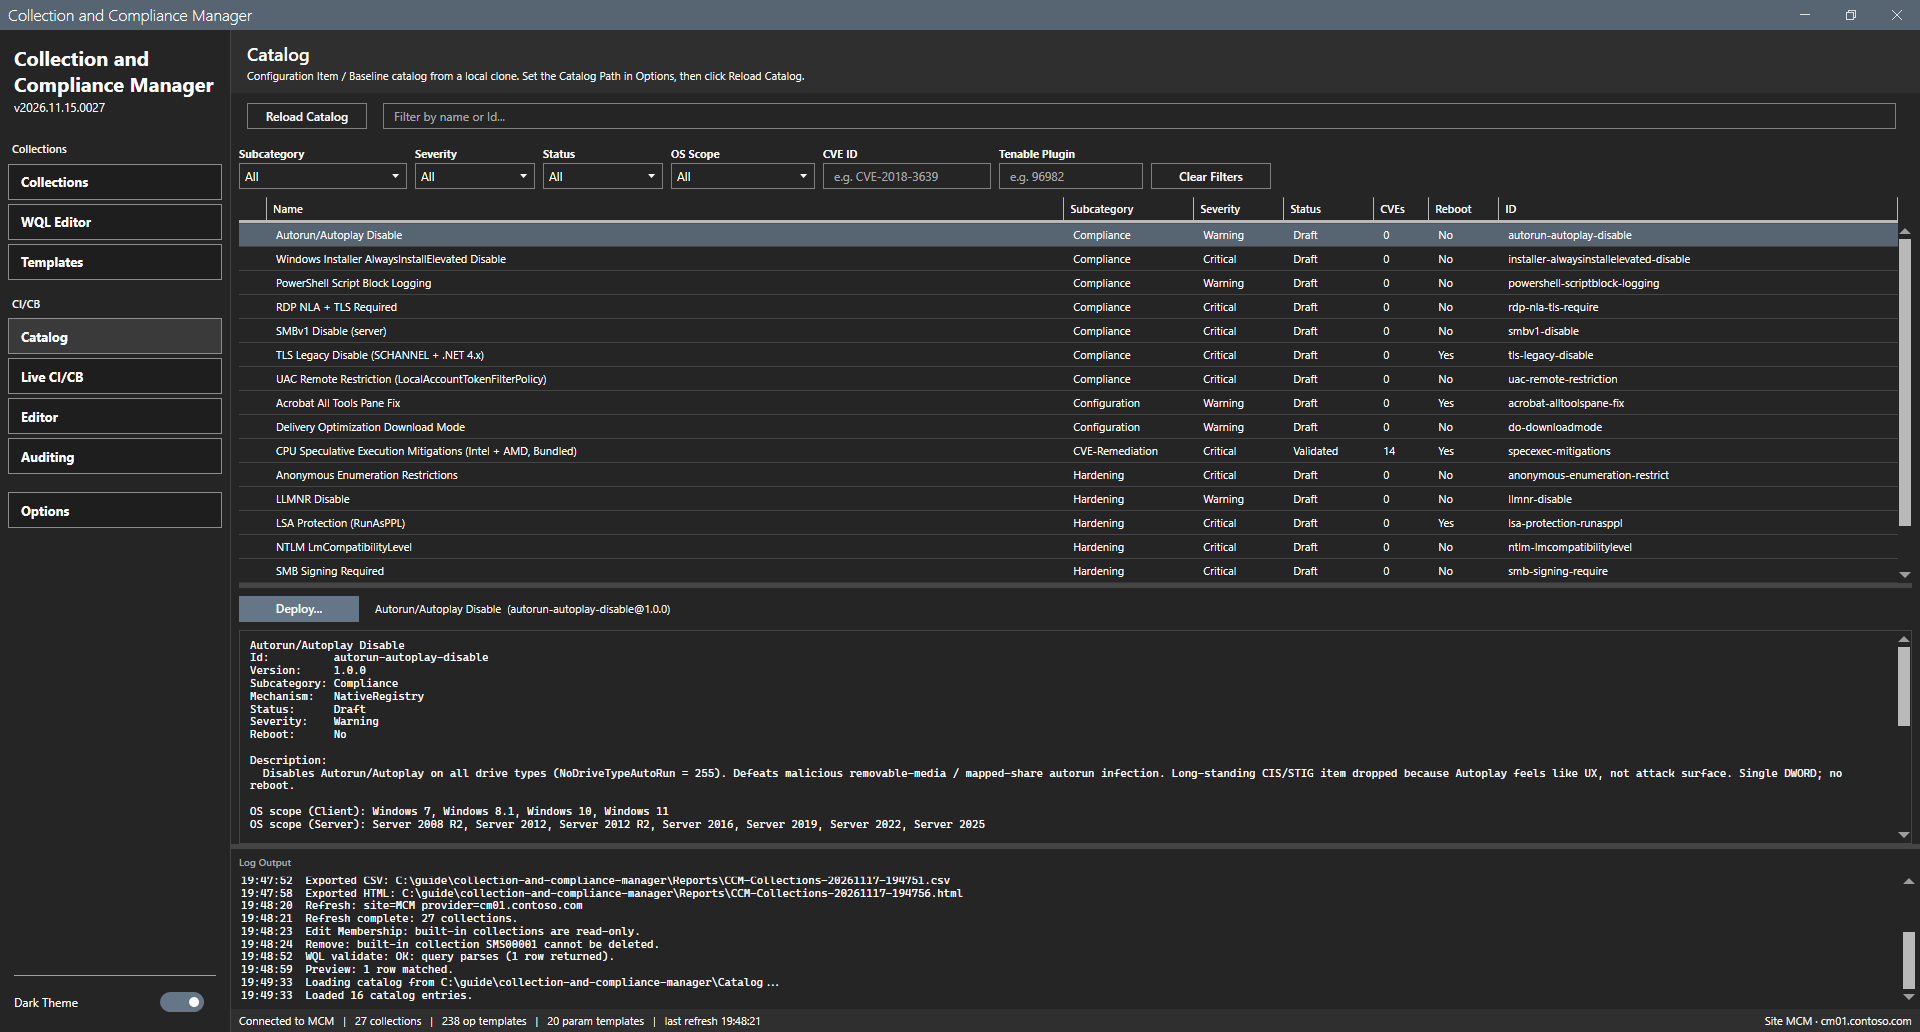 Collection and Compliance Manager
Collection and
Compliance Manager
v2026.11.15.0027
Collections
Collections
WQL Editor
Templates
CI/CB
Catalog
Live CI/CB
Editor
Auditing
Options
Dark Theme
Catalog
Configuration Item / Baseline catalog from a local clone. Set the Catalog Path in Options, then click Reload Catalog.
Reload Catalog Filter by name or Id...
Subcategory Severity Status OS Scope CVE ID Tenable Plugin
All All All All e.g. CVE-2018-3639 e.g. 96982 Clear Filters
Name Subcategory Severity Status CVEs Reboot ID
Autorun/Autoplay Disable Compliance Warning Draft 0 No autorun-autoplay-disable
Windows Installer AlwaysInstallElevated Disable Compliance Critical Draft 0 No installer-alwaysinstallelevated-disable
PowerShell Script Block Logging Compliance Warning Draft 0 No powershell-scriptblock-logging
RDP NLA + TLS Required Compliance Critical Draft 0 No rdp-nla-tls-require
SMBv1 Disable (server) Compliance Critical Draft 0 No smbv1-disable
TLS Legacy Disable (SCHANNEL + .NET 4.x) Compliance Critical Draft 0 Yes tls-legacy-disable
UAC Remote Restriction (LocalAccountTokenFilterPolicy) Compliance Critical Draft 0 No uac-remote-restriction
Acrobat All Tools Pane Fix Configuration Warning Draft 0 Yes acrobat-alltoolspane-fix
Delivery Optimization Download Mode Configuration Warning Draft 0 No do-downloadmode
CPU Speculative Execution Mitigations (Intel + AMD, Bundled) CVE-Remediation Critical Validated 14 Yes specexec-mitigations
Anonymous Enumeration Restrictions Hardening Critical Draft 0 No anonymous-enumeration-restrict
LLMNR Disable Hardening Warning Draft 0 No llmnr-disable
LSA Protection (RunAsPPL) Hardening Critical Draft 0 Yes lsa-protection-runasppl
NTLM LmCompatibilityLevel Hardening Critical Draft 0 No ntlm-lmcompatibilitylevel
SMB Signing Required Hardening Critical Draft 0 No smb-signing-require
Deploy... Autorun/Autoplay Disable (autorun-autoplay-disable@1.0.0)
Autorun/Autoplay Disable
Id: autorun-autoplay-disable
Version: 1.0.0
Subcategory: Compliance
Mechanism: NativeRegistry
Status: Draft
Severity: Warning
Reboot: No
Description:
Disables Autorun/Autoplay on all drive types (NoDriveTypeAutoRun = 255). Defeats malicious removable-media / mapped-share autorun infection. Long-standing CIS/STIG item dropped because Autoplay feels like UX, not attack surface. Single DWORD; no
reboot.
OS scope (Client): Windows 7, Windows 8.1, Windows 10, Windows 11
OS scope (Server): Server 2008 R2, Server 2012, Server 2012 R2, Server 2016, Server 2019, Server 2022, Server 2025
Log Output
19:47:52 Exported CSV: C:\guide\collection-and-compliance-manager\Reports\CCM-Collections-20261117-194751.csv
19:47:58 Exported HTML: C:\guide\collection-and-compliance-manager\Reports\CCM-Collections-20261117-194756.html
19:48:20 Refresh: site=MCM provider=cm01.contoso.com
19:48:21 Refresh complete: 27 collections.
19:48:23 Edit Membership: built-in collections are read-only.
19:48:24 Remove: built-in collection SMS00001 cannot be deleted.
19:48:52 WQL validate: OK: query parses (1 row returned).
19:48:59 Preview: 1 row matched.
19:49:33 Loading catalog from C:\guide\collection-and-compliance-manager\Catalog ...
19:49:33 Loaded 16 catalog entries.
Connected to MCM | 27 collections | 238 op templates | 20 param templates | last refresh 19:48:21 Site MCM · cm01.contoso.com